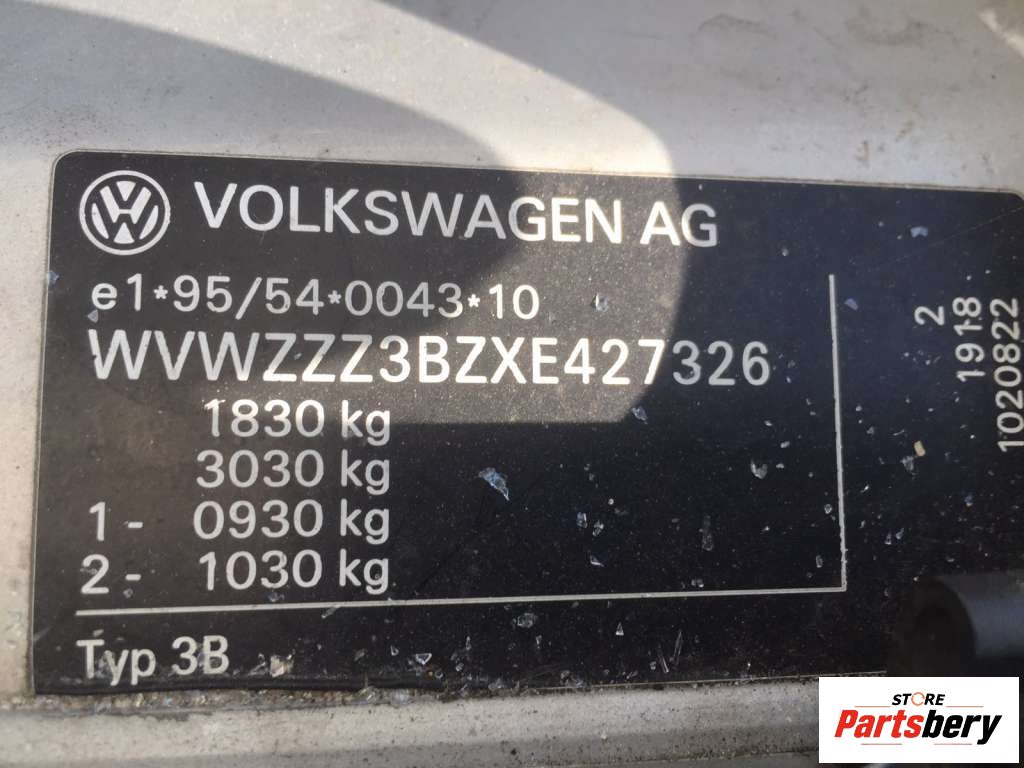 VOLKSWAGEN AG
e1*95/54*0043*10
WVWZZZ3BZXE427326
1830 kg
3030 kg
1- 0930 kg
2- 1030 kg
Typ 3B
2
1918
1020822
STORE
Partsbery